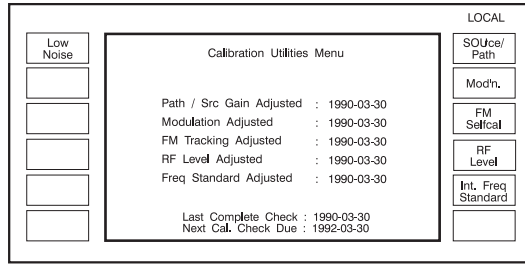 LOCAL
Low
Noise
Calibration Utilities Menu
Path / Src Gain Adjusted : 1990-03-30
Modulation Adjusted : 1990-03-30
FM Tracking Adjusted : 1990-03-30
RF Level Adjusted : 1990-03-30
Freq Standard Adjusted : 1990-03-30
Last Complete Check : 1990-03-30
Next Cal. Check Due : 1992-03-30
SOUrce/
Path
Mod'n.
FM
Selfcal
RF
Level
Int. Freq
Standard